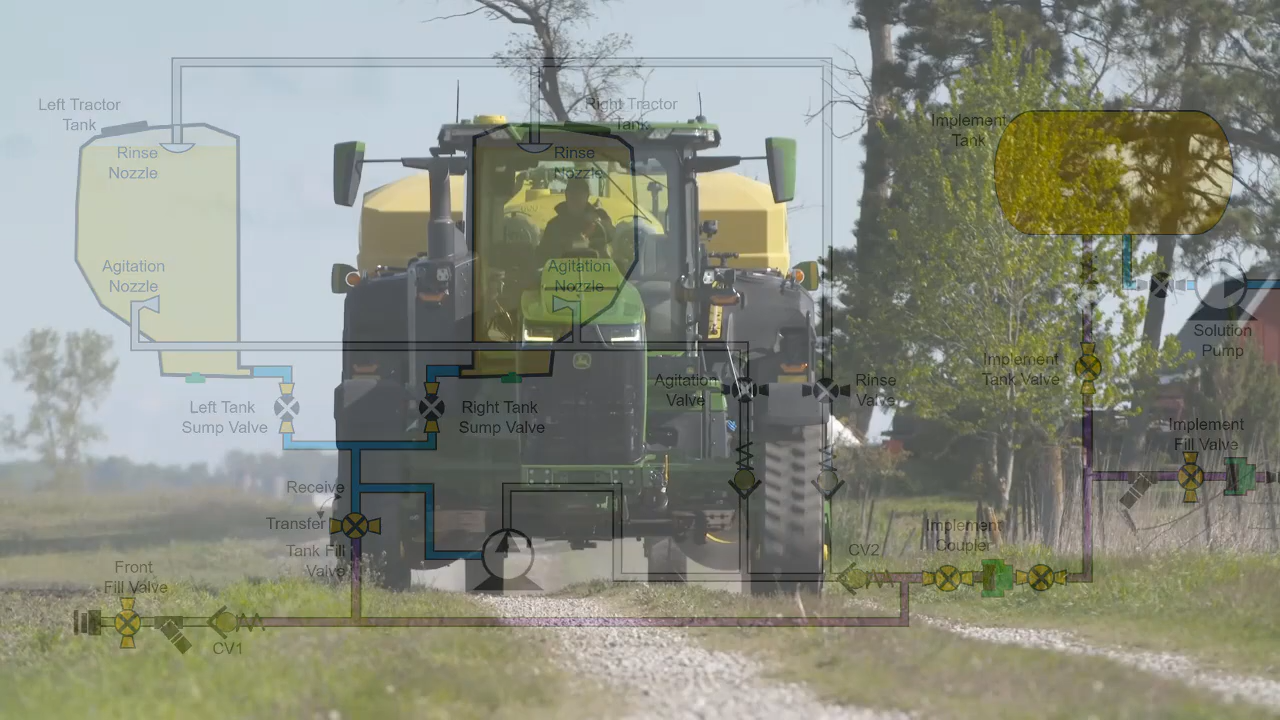 Left Tractor
Tank
Right Tractor
Tank
Implement
Tank
Rinse
Nozzle
Rinse
Nozzle
Agitation
Nozzle
Agitation
Nozzle
Solution
Pump
Implement
Tank Valve
Agitation
Valve
Rinse
Valve
Left Tank
Sump Valve
Right Tank
Sump Valve
Implement
Fill Valve
Receive
Transfer
Tank Fill
Valve
Implement
Coupler
CV2
Front
Fill Valve
CV1